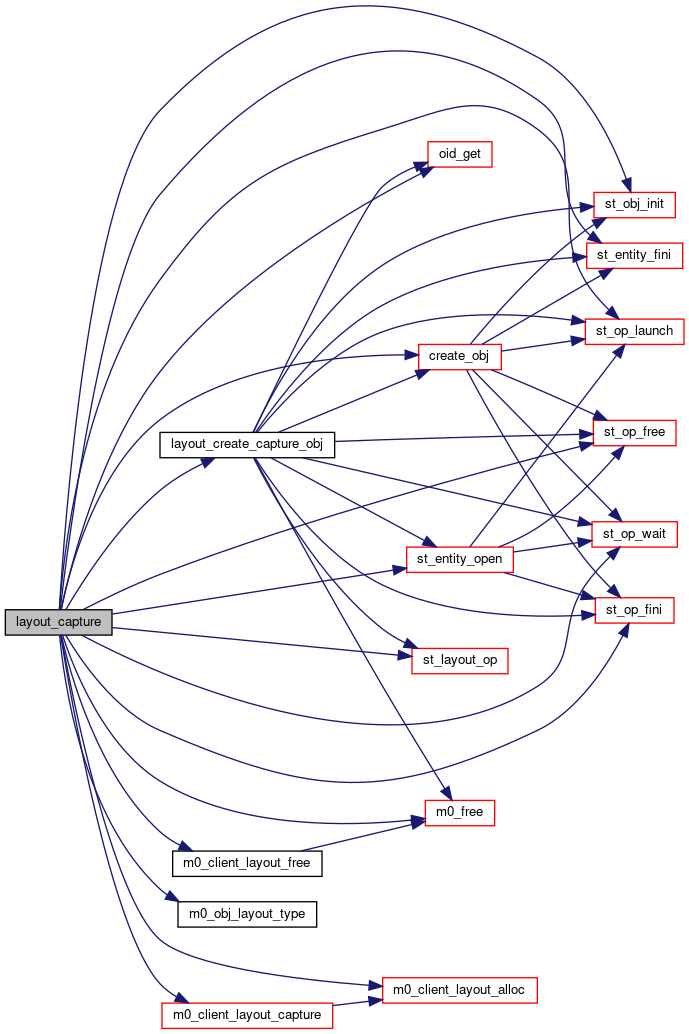 oid_get
st_obj_init
st_entity_fini
st_op_launch
create_obj
st_op_free
layout_create_capture_obj
st_op_wait
st_entity_open
st_op_fini
layout_capture
st_layout_op
m0_free
m0_client_layout_free
m0_obj_layout_type
m0_client_layout_alloc
m0_client_layout_capture